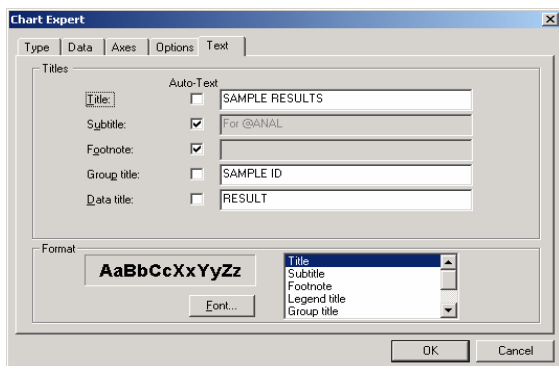 Chart Expert
Type Data Axes Options Text
Titles
Auto-Text
Title: SAMPLE RESULTS
Subtitle: For @ANAL
Footnote:
Group title: SAMPLE ID
Data title: RESULT
Format
AaBbCcXxYyZz
Font...
Title
Subtitle
Footnote
Legend title
Group title
OK Cancel